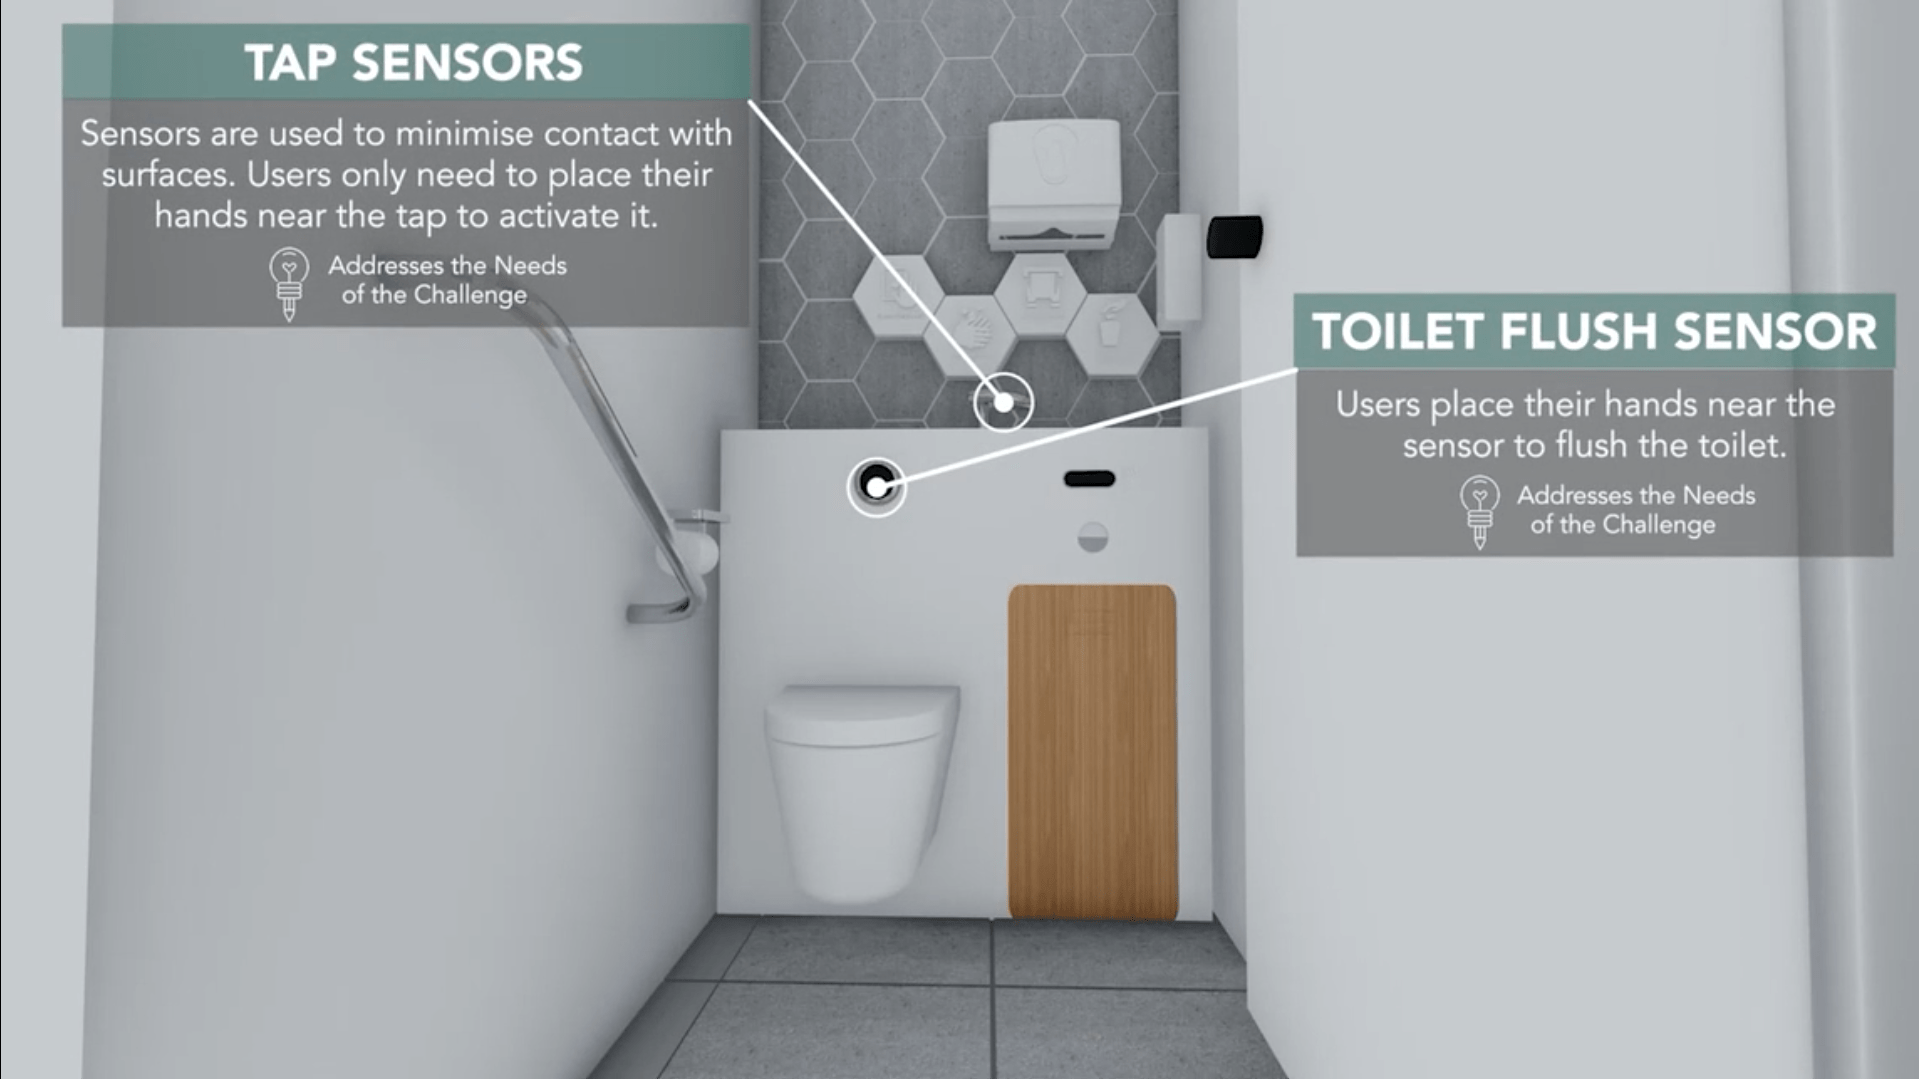 TAP SENSORS
Sensors are used to minimise contact with
surfaces. Users only need to place their
hands near the tap to activate it.
Addresses the Needs
of the Challenge
TOILET FLUSH SENSOR
Users place their hands near the
sensor to flush the toilet.
Addresses the Needs
of the Challenge